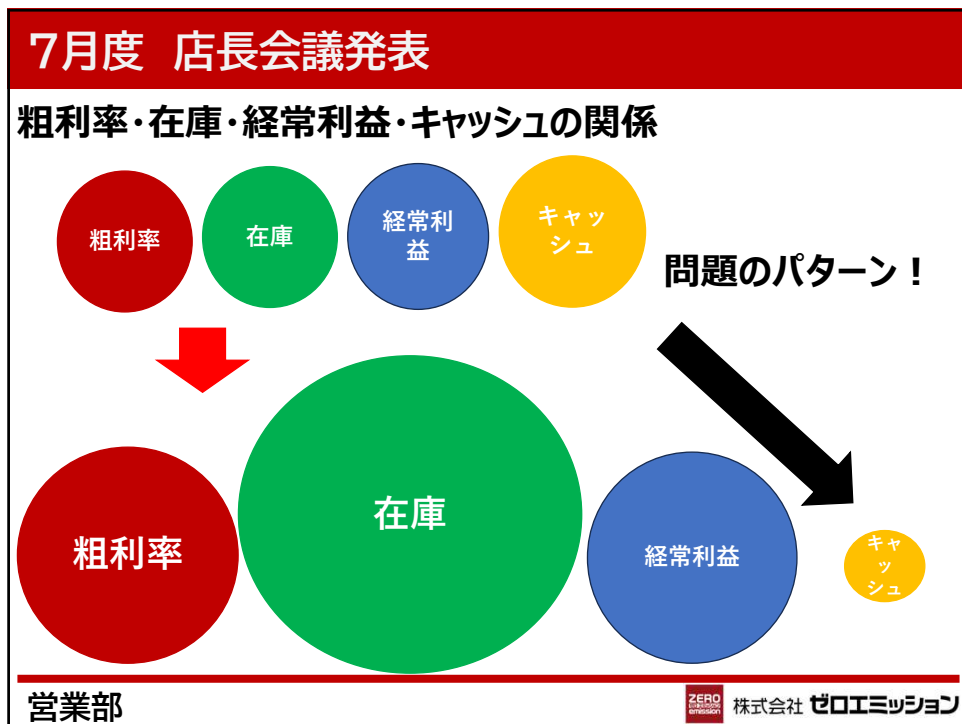 7月度 店長会議発表
粗利率・在庫・経常利益・キャッシュの関係
粗利率
在庫
経常利
益
キャッ
シュ
問題のパターン！
粗利率
在庫
経常利益
キャ
ッ
シュ
営業部
ZERO
emission
株式会社 ゼロエミッション